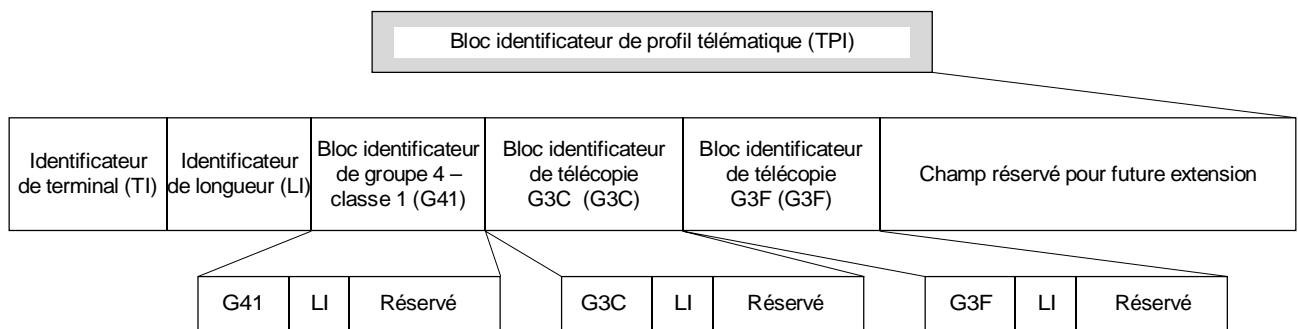 Bloc identificateur de profil télématique (TPI)
Identificateur
de terminal (TI)
Identificateur
de longueur (LI)
Bloc identificateur
de groupe 4 –
classe 1 (G41)
Bloc identificateur
de télécopie
G3C (G3C)
Bloc identificateur
de télécopie
G3F (G3F)
Champ réservé pour future extension
G41 LI Réservé
G3C LI Réservé
G3F LI Réservé